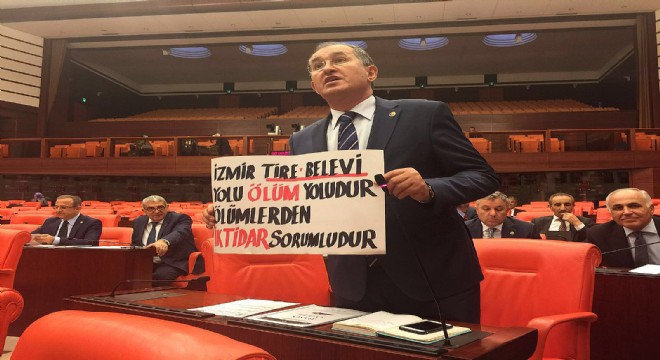 İZMİR TİRE-BELEVİ
YOLU ÖLÜM YOLUDUR
ÖLÜMLERDEN
İKTİDAR SORUMLUDUR